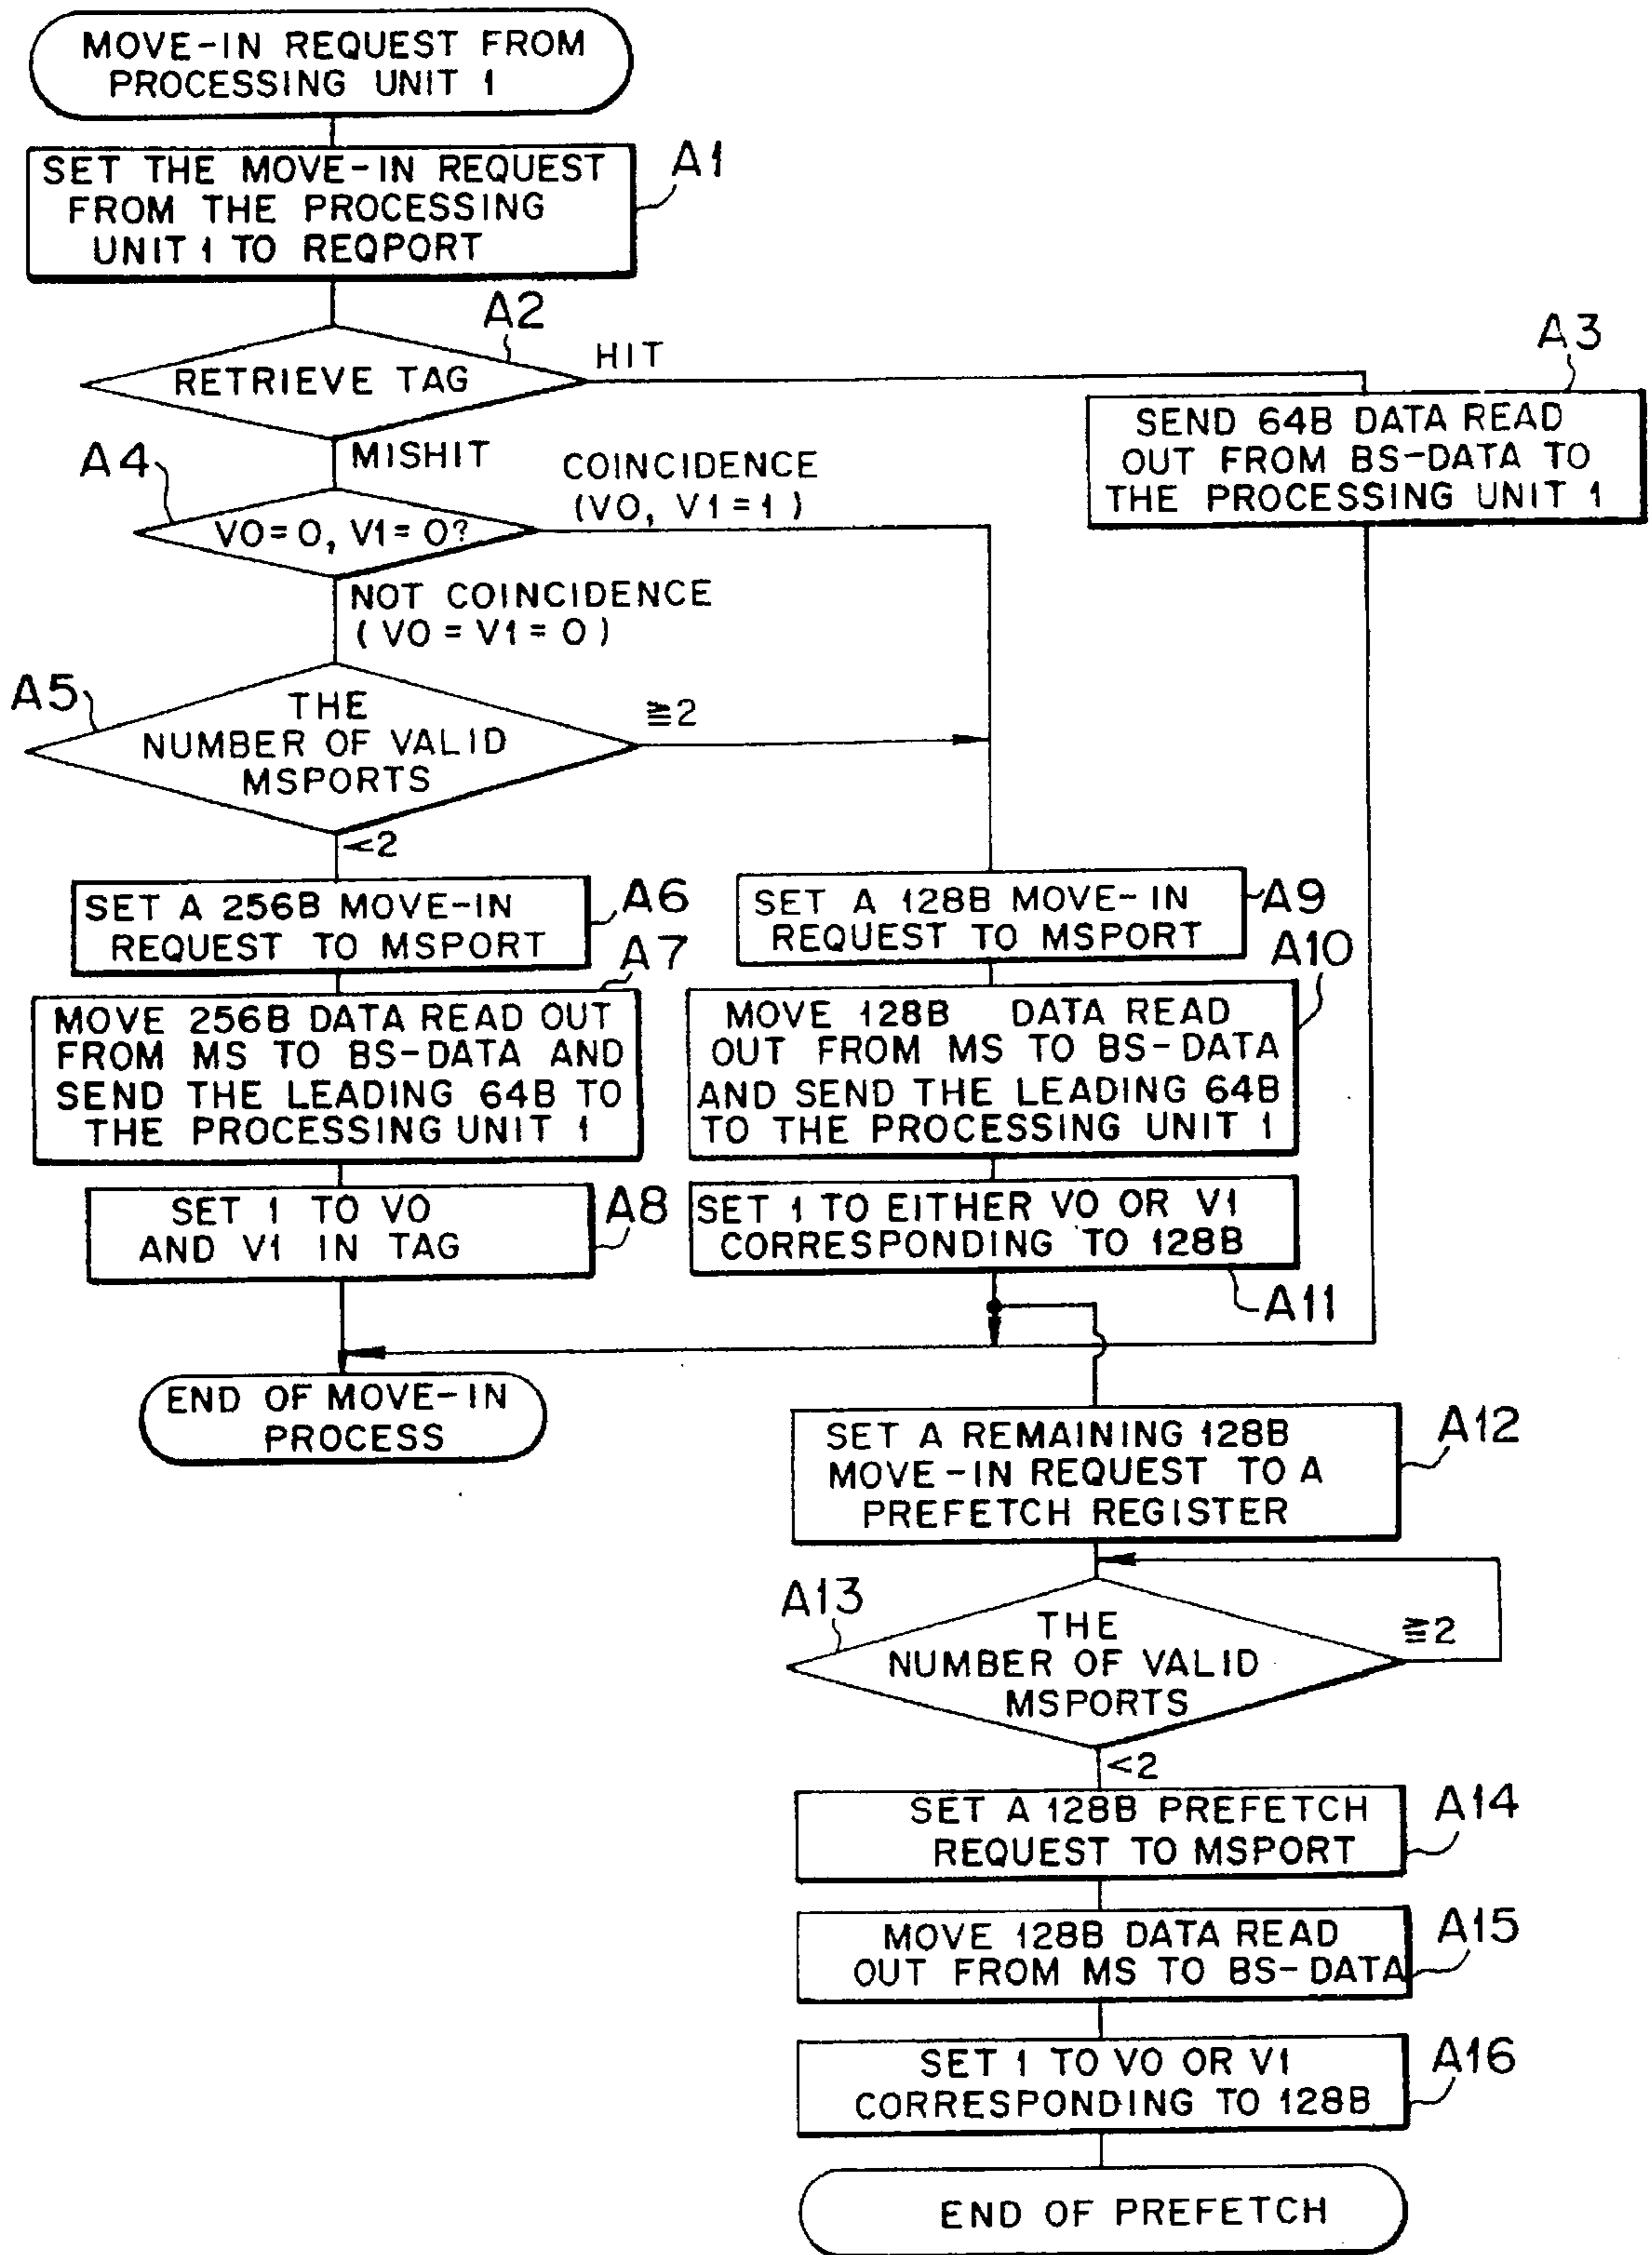 MOVE-IN REQUEST FROM
PROCESSING UNIT 1
SET THE MOVE-IN REQUEST
FROM THE PROCESSING
UNIT 1 TO REQPORT
A1
A2
RETRIEVE TAG
HIT
A3
SEND 64B DATA READ
OUT FROM BS-DATA TO
THE PROCESSING UNIT 1
MISHIT
A4
V0=0, V1=0?
COINCIDENCE
(V0, V1=1)
NOT COINCIDENCE
(V0=V1=0)
A5
THE
NUMBER OF VALID
MSPORTS
≧2
<2
SET A 256B MOVE-IN
REQUEST TO MSPORT
A6
A7
MOVE 256B DATA READ OUT
FROM MS TO BS-DATA AND
SEND THE LEADING 64B TO
THE PROCESSING UNIT 1
SET 1 TO V0
AND V1 IN TAG
A8
SET A 128B MOVE-IN
REQUEST TO MSPORT
A9
A10
MOVE 128B DATA READ
OUT FROM MS TO BS-DATA
AND SEND THE LEADING 64B
TO THE PROCESSING UNIT 1
SET 1 TO EITHER V0 OR V1
CORRESPONDING TO 128B
A11
END OF MOVE-IN
PROCESS
SET A REMAINING 128B
MOVE-IN REQUEST TO A
PREFETCH REGISTER
A12
A13
THE
NUMBER OF VALID
MSPORTS
≧2
<2
SET A 128B PREFETCH
REQUEST TO MSPORT
A14
MOVE 128B DATA READ
OUT FROM MS TO BS-DATA
A15
SET 1 TO V0 OR V1
CORRESPONDING TO 128B
A16
END OF PREFETCH